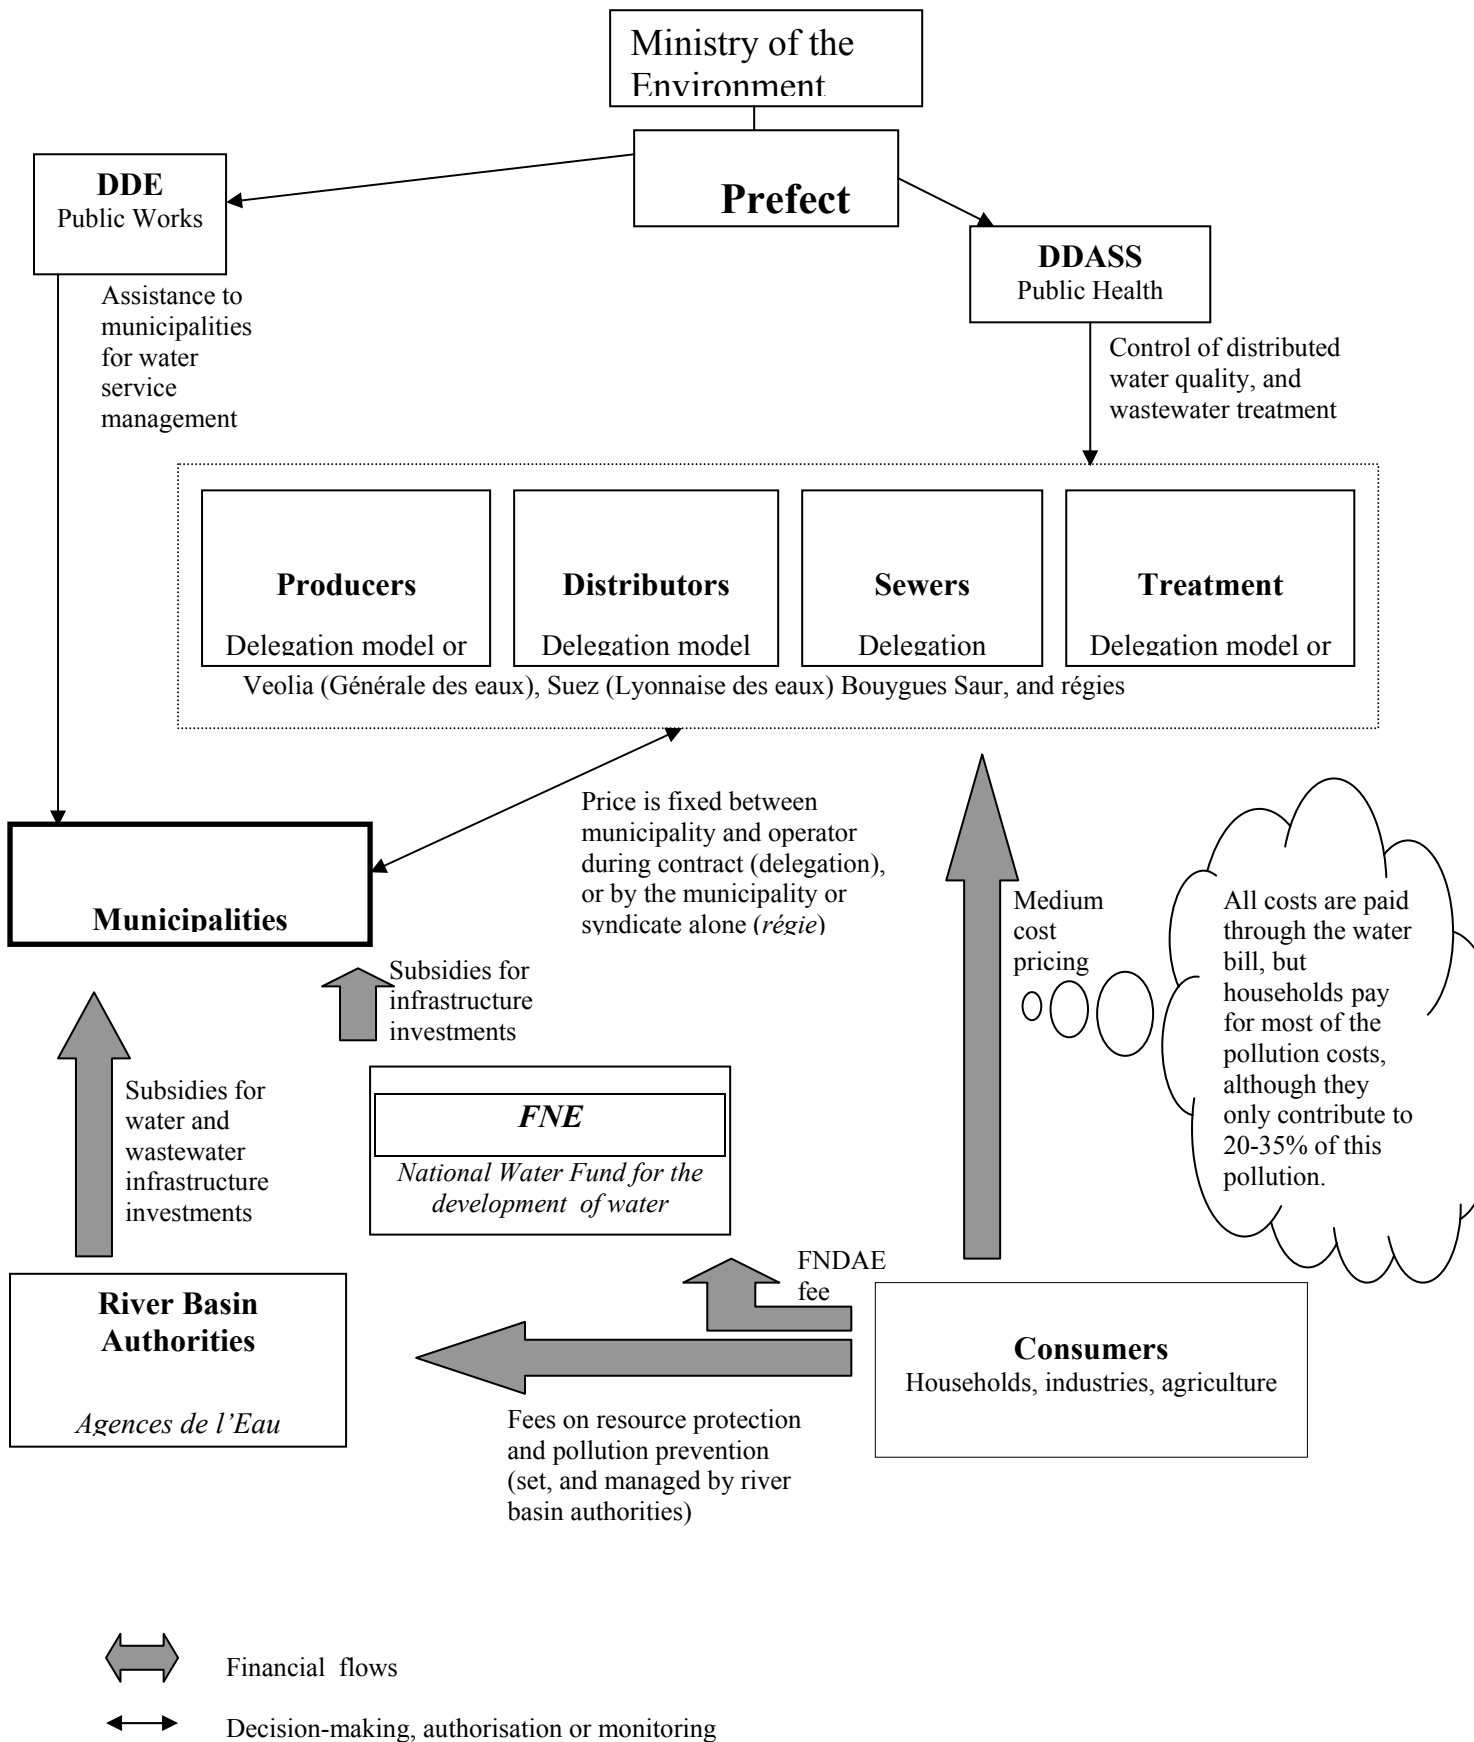 Ministry of the
Environment
Prefect
DDE
Public Works
DDASS
Public Health
Assistance to
municipalities
for water
service
management
Control of distributed
water quality, and
wastewater treatment
Producers
Delegation model or
Distributors
Delegation model
Sewers
Delegation
Treatment
Delegation model or
Veolia (Générale des eaux), Suez (Lyonnaise des eaux) Bouygues Saur, and régies
Price is fixed between
municipality and operator
during contract (delegation),
or by the municipality or
syndicate alone (régie)
Municipalities
Medium
cost
pricing
All costs are paid
through the water
bill, but
households pay
for most of the
pollution costs,
although they
only contribute to
20-35% of this
pollution.
Subsidies for
infrastructure
investments
Subsidies for
water and
wastewater
infrastructure
investments
FNE
National Water Fund for the
development of water
FNDAE
fee
River Basin
Authorities
Agences de l’Eau
Consumers
Households, industries, agriculture
Fees on resource protection
and pollution prevention
(set, and managed by river
basin authorities)
Financial flows
Decision-making, authorisation or monitoring